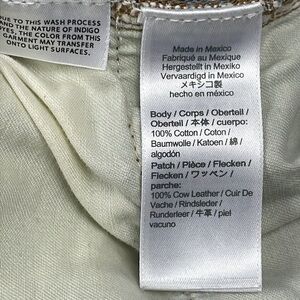 DUE TO THIS WASH PROCESS
AND THE NATURE OF INDIGO
DYES, THE COLOR FROM THIS
GARMENT MAY TRANSFER
ONTO LIGHT SURFACES.
Made in Mexico
Fabriqué au Mexique
Hergestellt in Mexiko
Vervaardigd in Mexico
メキシコ製
hecho en méxico
Body / Corps / Oberteil /
Oberteil / 本体 / cuerpo:
100% Cotton / Coton /
Baumwolle / Katoen / 綿 /
algodón
Patch / Pièce / Flecken /
Flecken / ワッペン /
parche:
100% Cow Leather / Cuir De
Vache / Rindsleder /
Runderleer / 牛革 / piel
vacuno